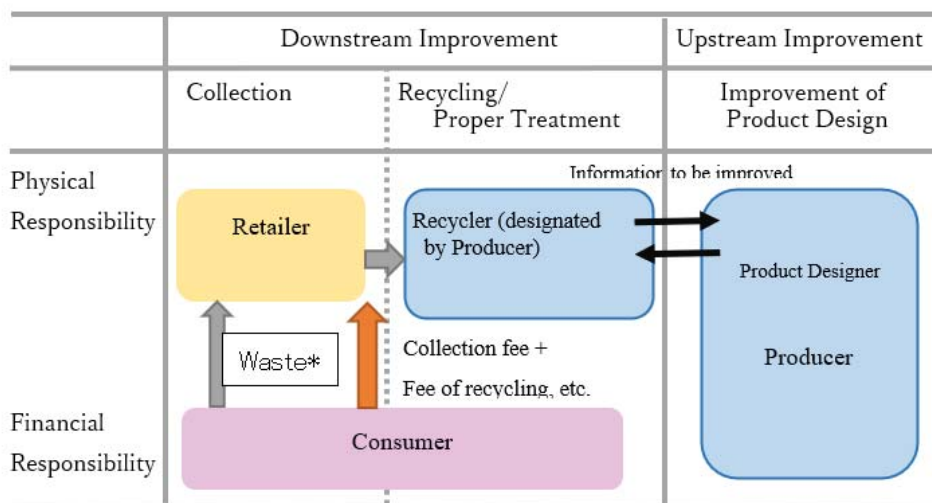 Downstream Improvement
Upstream Improvement
Collection
Recycling/
Proper Treatment
Improvement of
Product Design
Physical
Responsibility
Information to be improved
Retailer
Recycler (designated
by Producer)
Product Designer
Producer
Waste*
Collection fee +
Fee of recycling, etc.
Financial
Responsibility
Consumer